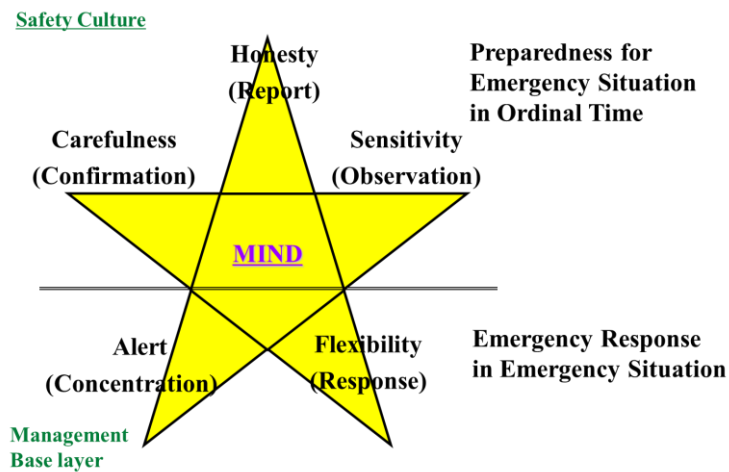 Safety Culture
Honesty
(Report)
Preparedness for
Emergency Situation
in Ordinal Time
Carefulness
(Confirmation)
Sensitivity
(Observation)
MIND
Alert
(Concentration)
Flexibility
(Response)
Emergency Response
in Emergency Situation
Management
Base layer